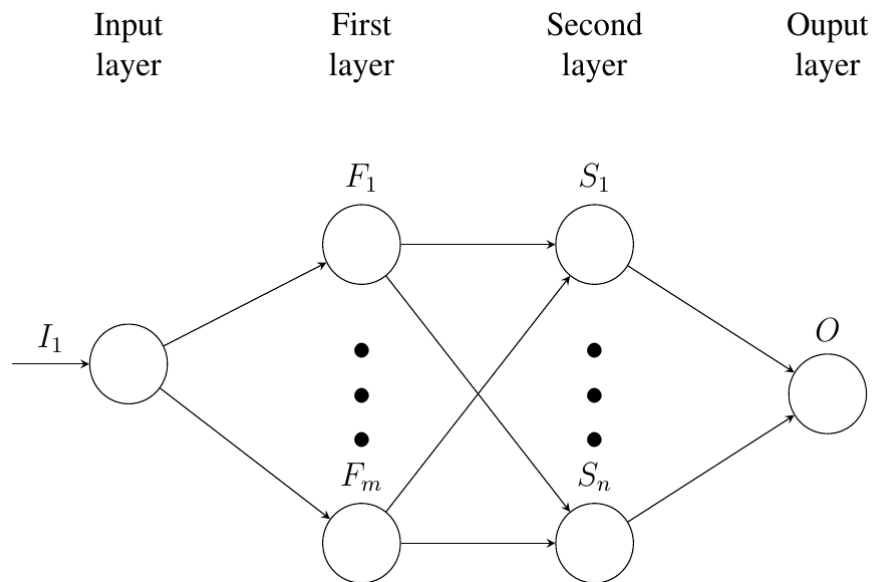 Input First Second Ouput
layer layer layer layer
F₁ S₁
I₁ O
Fₘ Sₙ